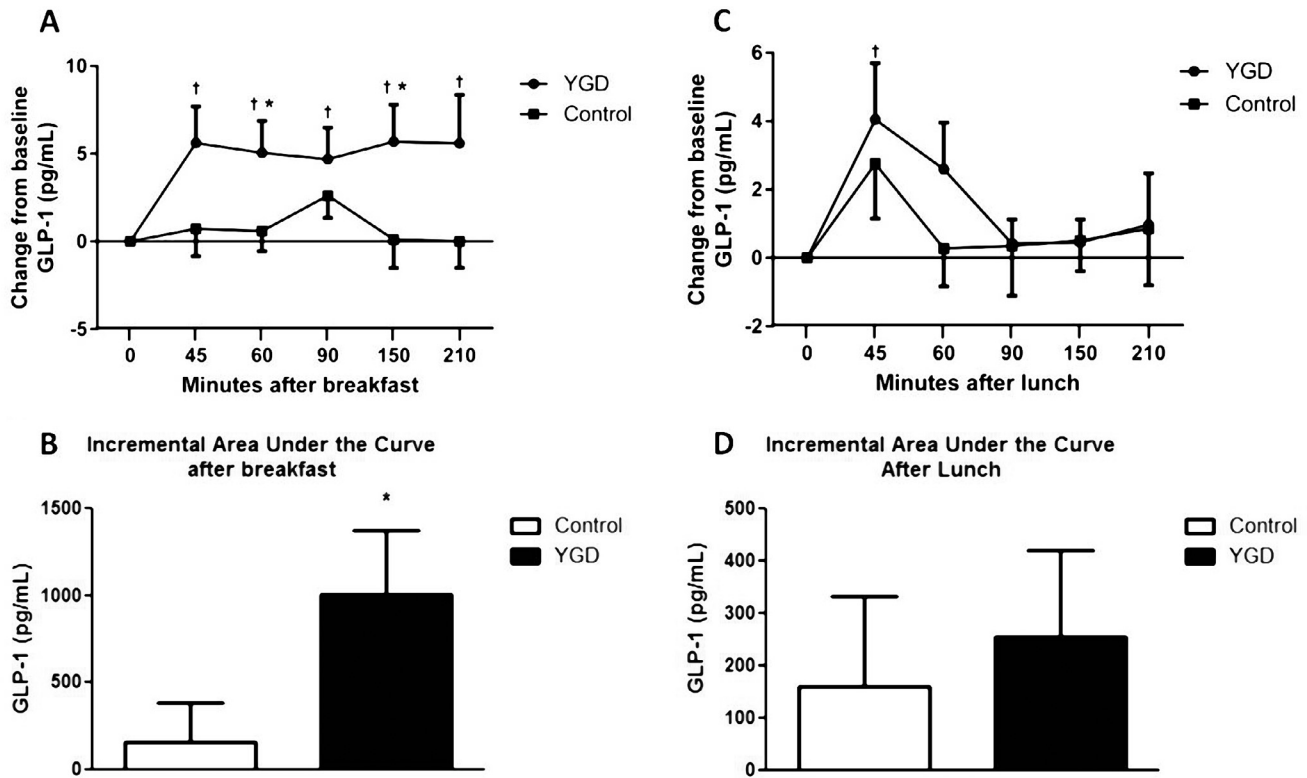 A
Change from baseline
GLP-1 (pg/mL)
10
5
0
-5
†
† *
†
† *
†
YGD
Control
0 45 60 90 150 210
Minutes after breakfast
C
Change from baseline
GLP-1 (pg/mL)
6
4
2
0
-2
†
YGD
Control
0 45 60 90 150 210
Minutes after lunch
B
Incremental Area Under the Curve
after breakfast
GLP-1 (pg/mL)
1500
1000
500
0
*
Control
YGD
D
Incremental Area Under the Curve
After Lunch
GLP-1 (pg/mL)
500
400
300
200
100
0
Control
YGD